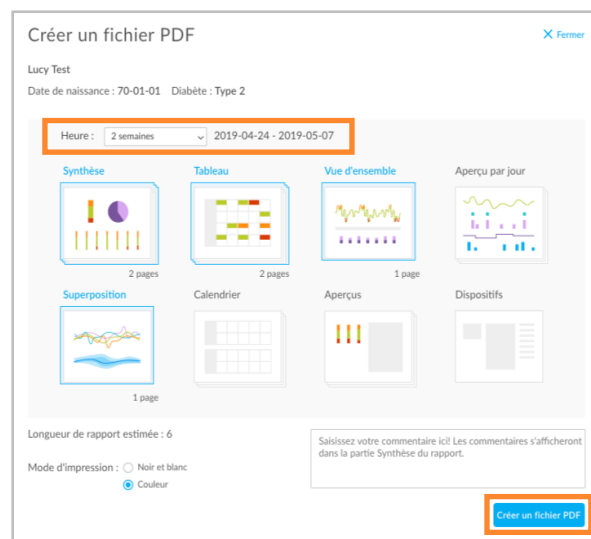 Créer un fichier PDF
X Fermer
Lucy Test
Date de naissance : 70-01-01 Diabète : Type 2
Heure : 2 semaines 2019-04-24 - 2019-05-07
Synthèse Tableau Vue d'ensemble Aperçu par jour
2 pages 2 pages 1 page
Superposition Calendrier Aperçus Dispositifs
1 page
Longueur de rapport estimée : 6
Saisissez votre commentaire ici! Les commentaires s'afficheront
dans la partie Synthèse du rapport.
Mode d'impression : Noir et blanc
Couleur
Créer un fichier PDF